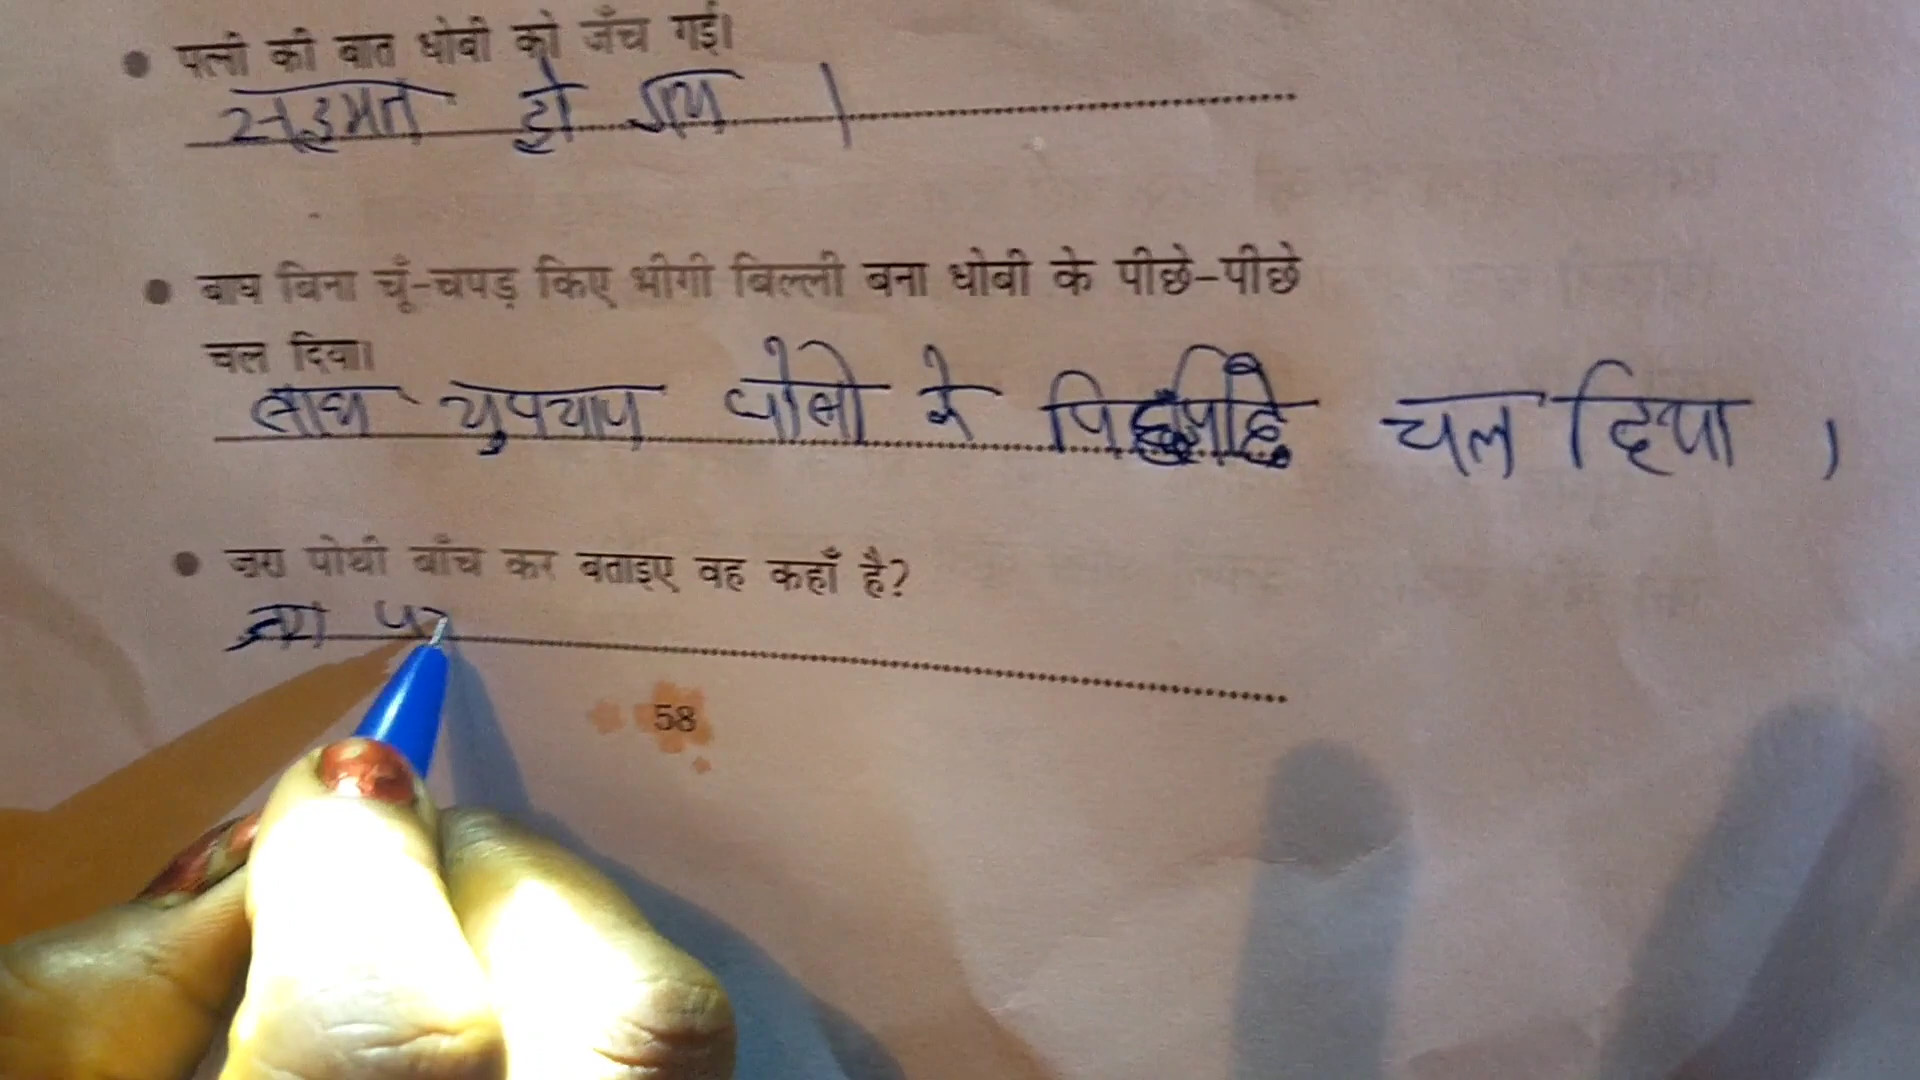 पत्नी की बात धोबी को जँच गई।
सहमत हो गया ।
बाघ बिना चूँ-चपड़ किए भीगी बिल्ली बना धोबी के पीछे-पीछे
चल दिया।
बाघ चुपचाप धोबी के चल दिया ।
ज़रा पोथी बाँच कर बताइए वह कहाँ है?
58